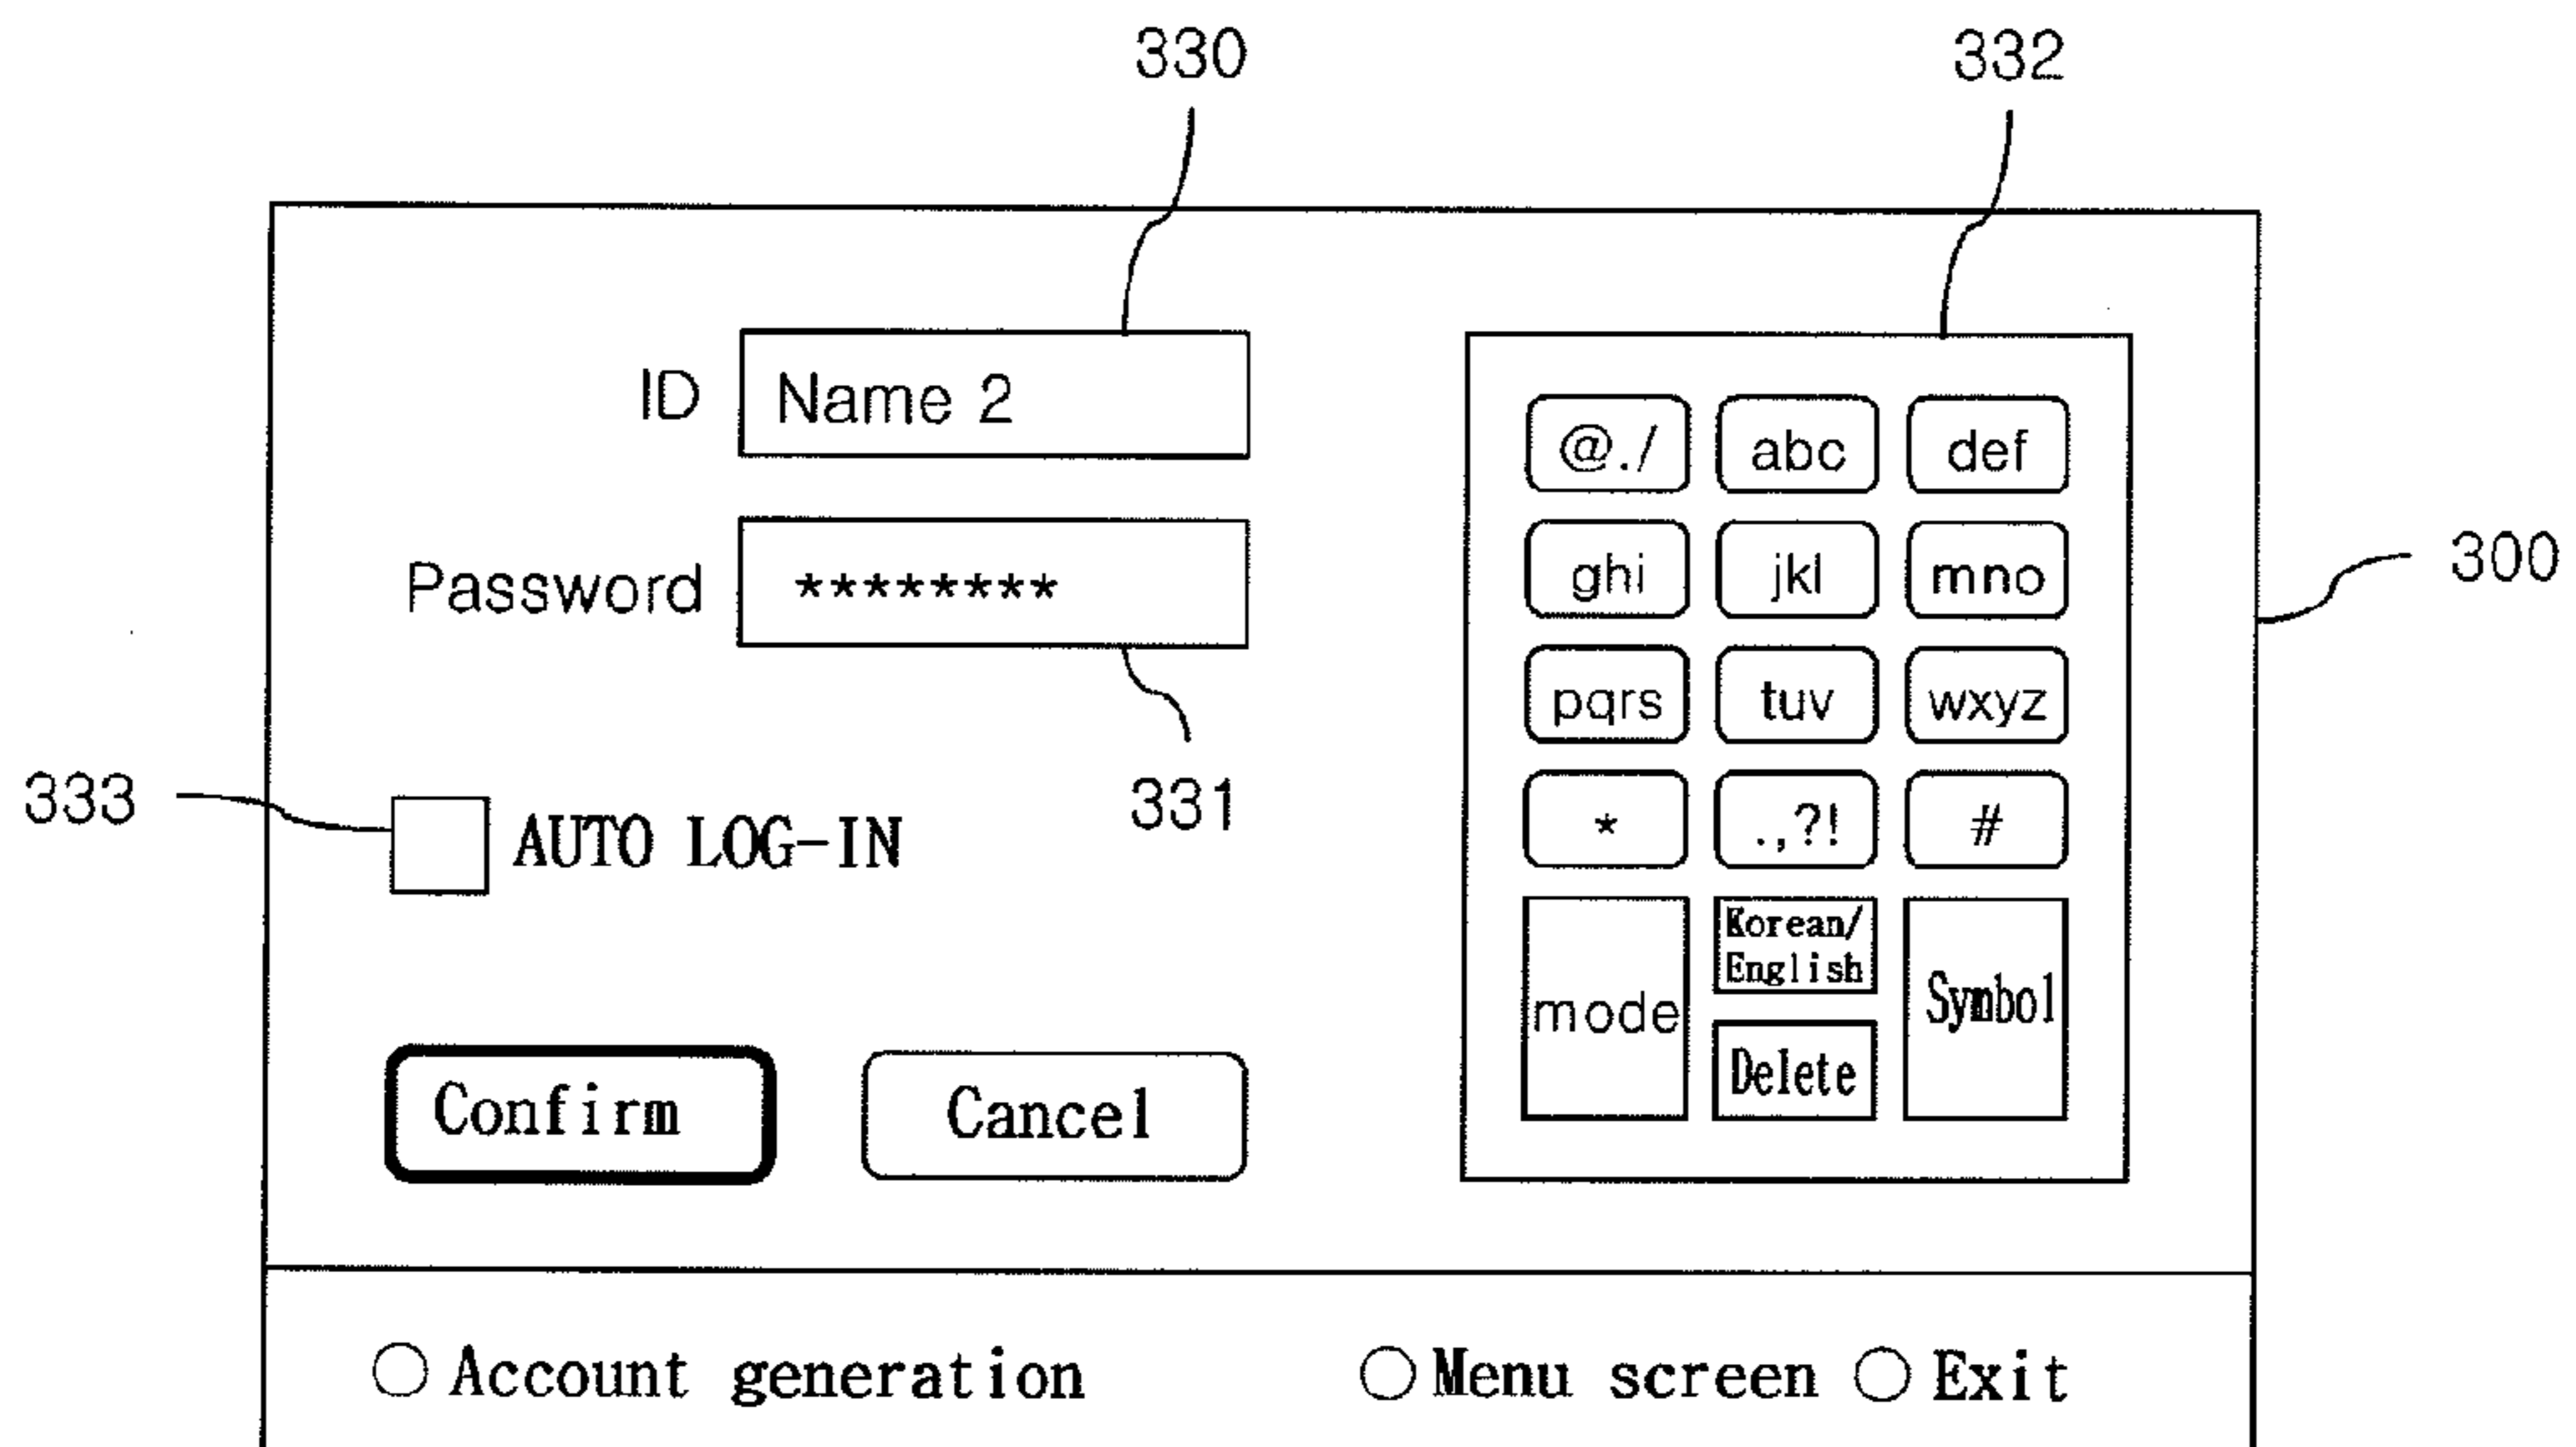 330
332
ID
Name 2
@./
abc
def
Password
********
ghi
jkl
mno
300
pqrs
tuv
wxyz
333
AUTO LOG-IN
331
*
.,?!
#
mode
Korean/
English
Symbol
Delete
Confirm
Cancel
Account generation
Menu screen
Exit